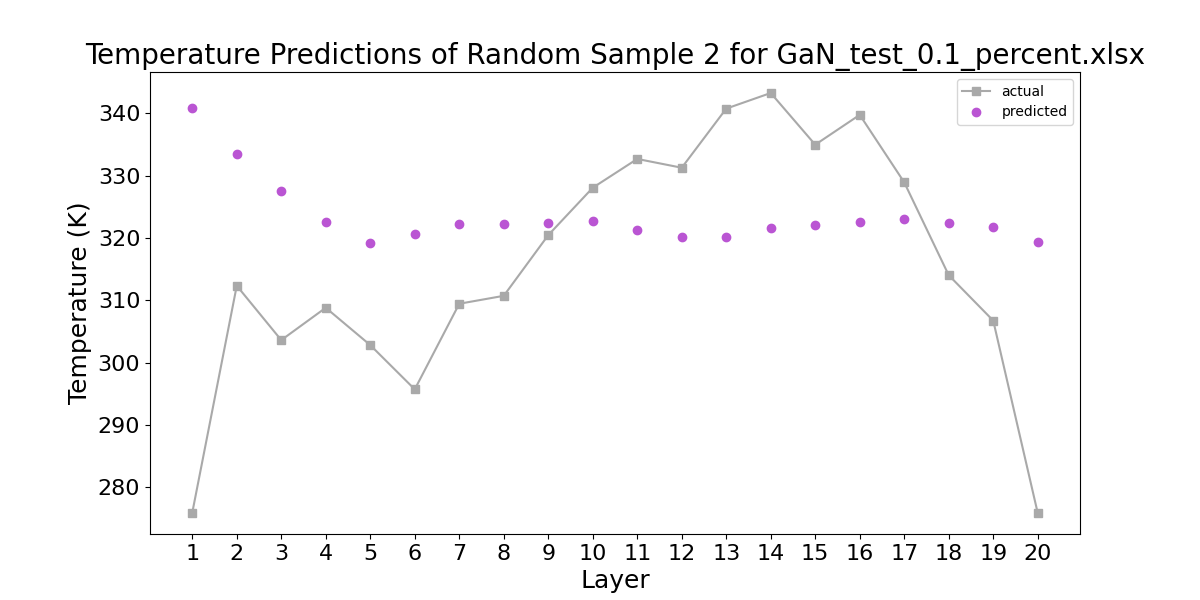 Temperature Predictions of Random Sample 2 for GaN_test_0.1_percent.xlsx
actual
predicted
Temperature (K)
340
330
320
310
300
290
280
1 2 3 4 5 6 7 8 9 10 11 12 13 14 15 16 17 18 19 20
Layer